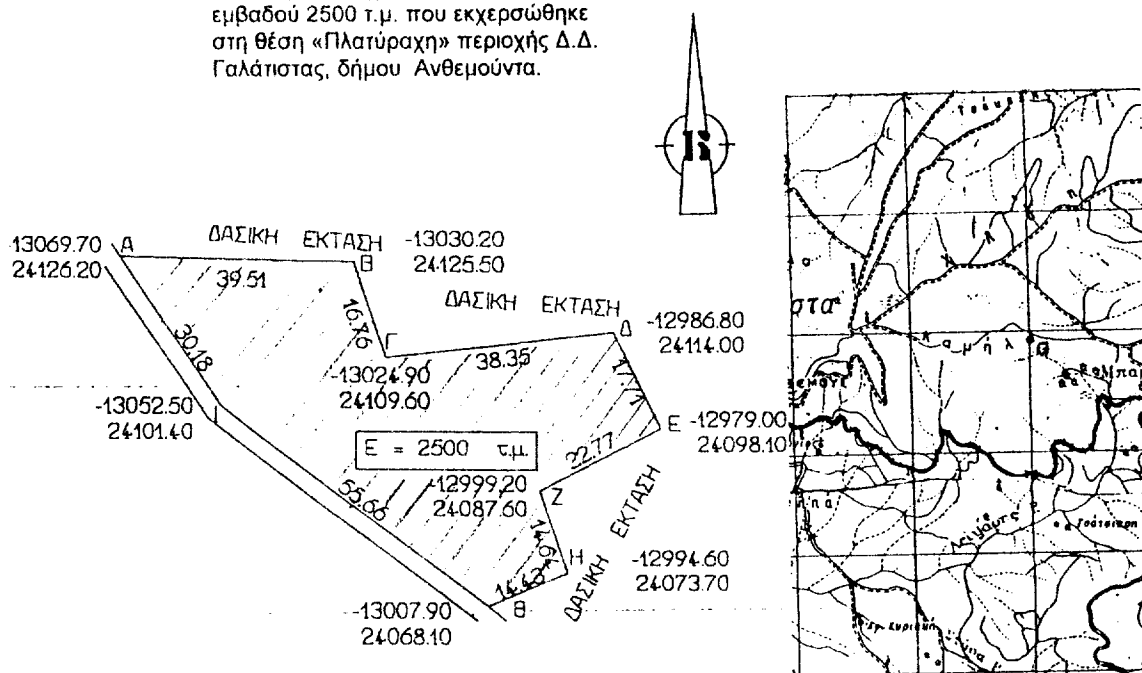 εμβαδού 2500 τ.μ. που εκχερσώθηκε
στη θέση «Πλατύραχη» περιοχής Δ.Δ.
Γαλάτιστας, δήμου Ανθεμούντα.
-13069.70 Α
24126.20
ΔΑΣΙΚΗ ΕΚΤΑΣΗ
39.51
Β
-13030.20
24125.50
16.76
30.18
Γ
ΔΑΣΙΚΗ ΕΚΤΑΣΗ
38.35
Δ
-12986.80
24114.00
-13024.90
24109.60
-13052.50
24101.40
Ι
Ε -12979.00
24098.10
Ε = 2500 τ.μ.
22.77
55.66
-12999.20
24087.60
Ζ
ΔΑΣΙΚΗ ΕΚΤΑΣΗ
Η
-12994.60
24073.70
14.43
Θ
-13007.90
24068.10
στα